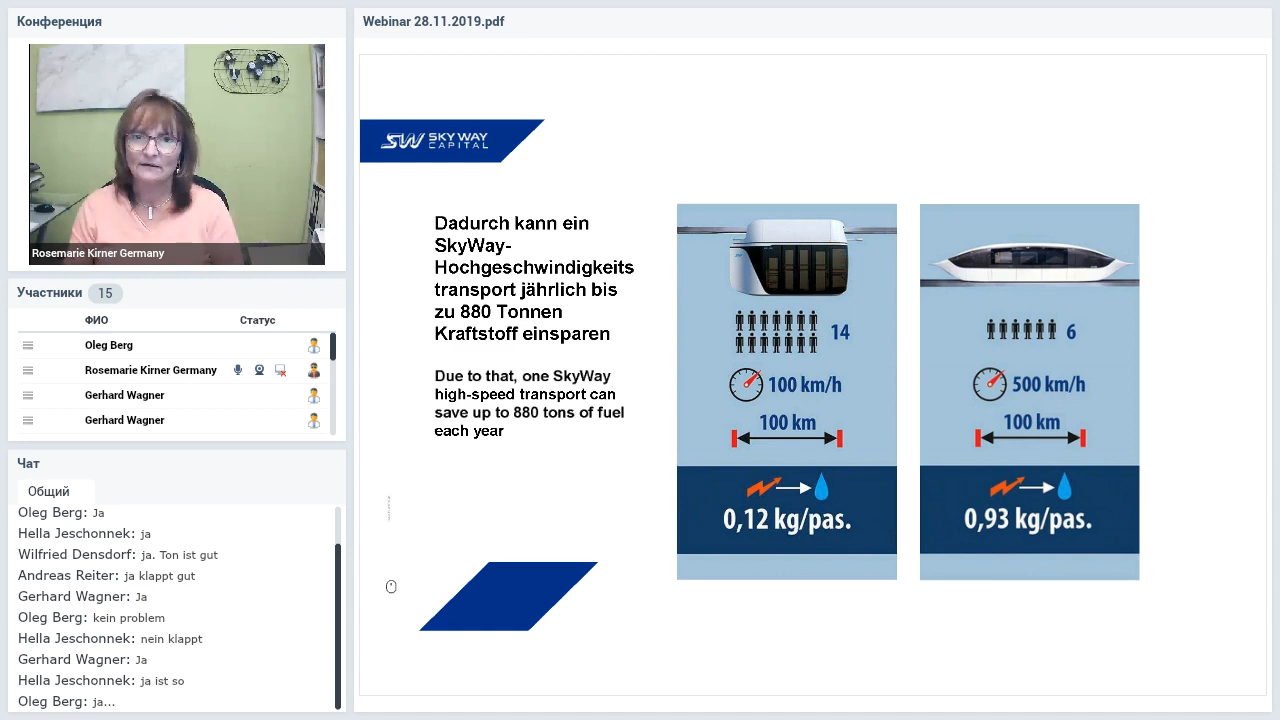 Конференция
Rosemarie Kirner Germany
Участники 15
ФИО Статус
Oleg Berg
Rosemarie Kirner Germany
Gerhard Wagner
Gerhard Wagner
Чат
Общий
Oleg Berg: Ja
Hella Jeschonnek: ja
Wilfried Densdorf: ja. Ton ist gut
Andreas Reiter: ja klappt gut
Gerhard Wagner: Ja
Oleg Berg: kein problem
Hella Jeschonnek: nein klappt
Gerhard Wagner: Ja
Hella Jeschonnek: ja ist so
Oleg Berg: ja...
Webinar 28.11.2019.pdf
SW SKY WAY
CAPITAL
Dadurch kann ein
SkyWay-
Hochgeschwindigkeits
transport jährlich bis
zu 880 Tonnen
Kraftstoff einsparen
Due to that, one SkyWay
high-speed transport can
save up to 880 tons of fuel
each year
14
100 km/h
100 km
0,12 kg/pas.
6
500 km/h
100 km
0,93 kg/pas.